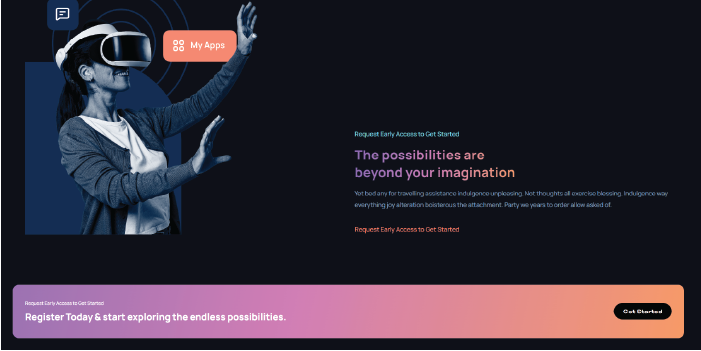 My Apps
Request Early Access to Get Started
The possibilities are
beyond your imagination
Yet bed any for travelling assistance indulgence unpleasing. Not thoughts all exercise blessing. Indulgence way
everything joy alteration boisterous the attachment. Party we years to order allow asked of.
Request Early Access to Get Started
Request Early Access to Get Started
Register Today & start exploring the endless possibilities.
Get Started